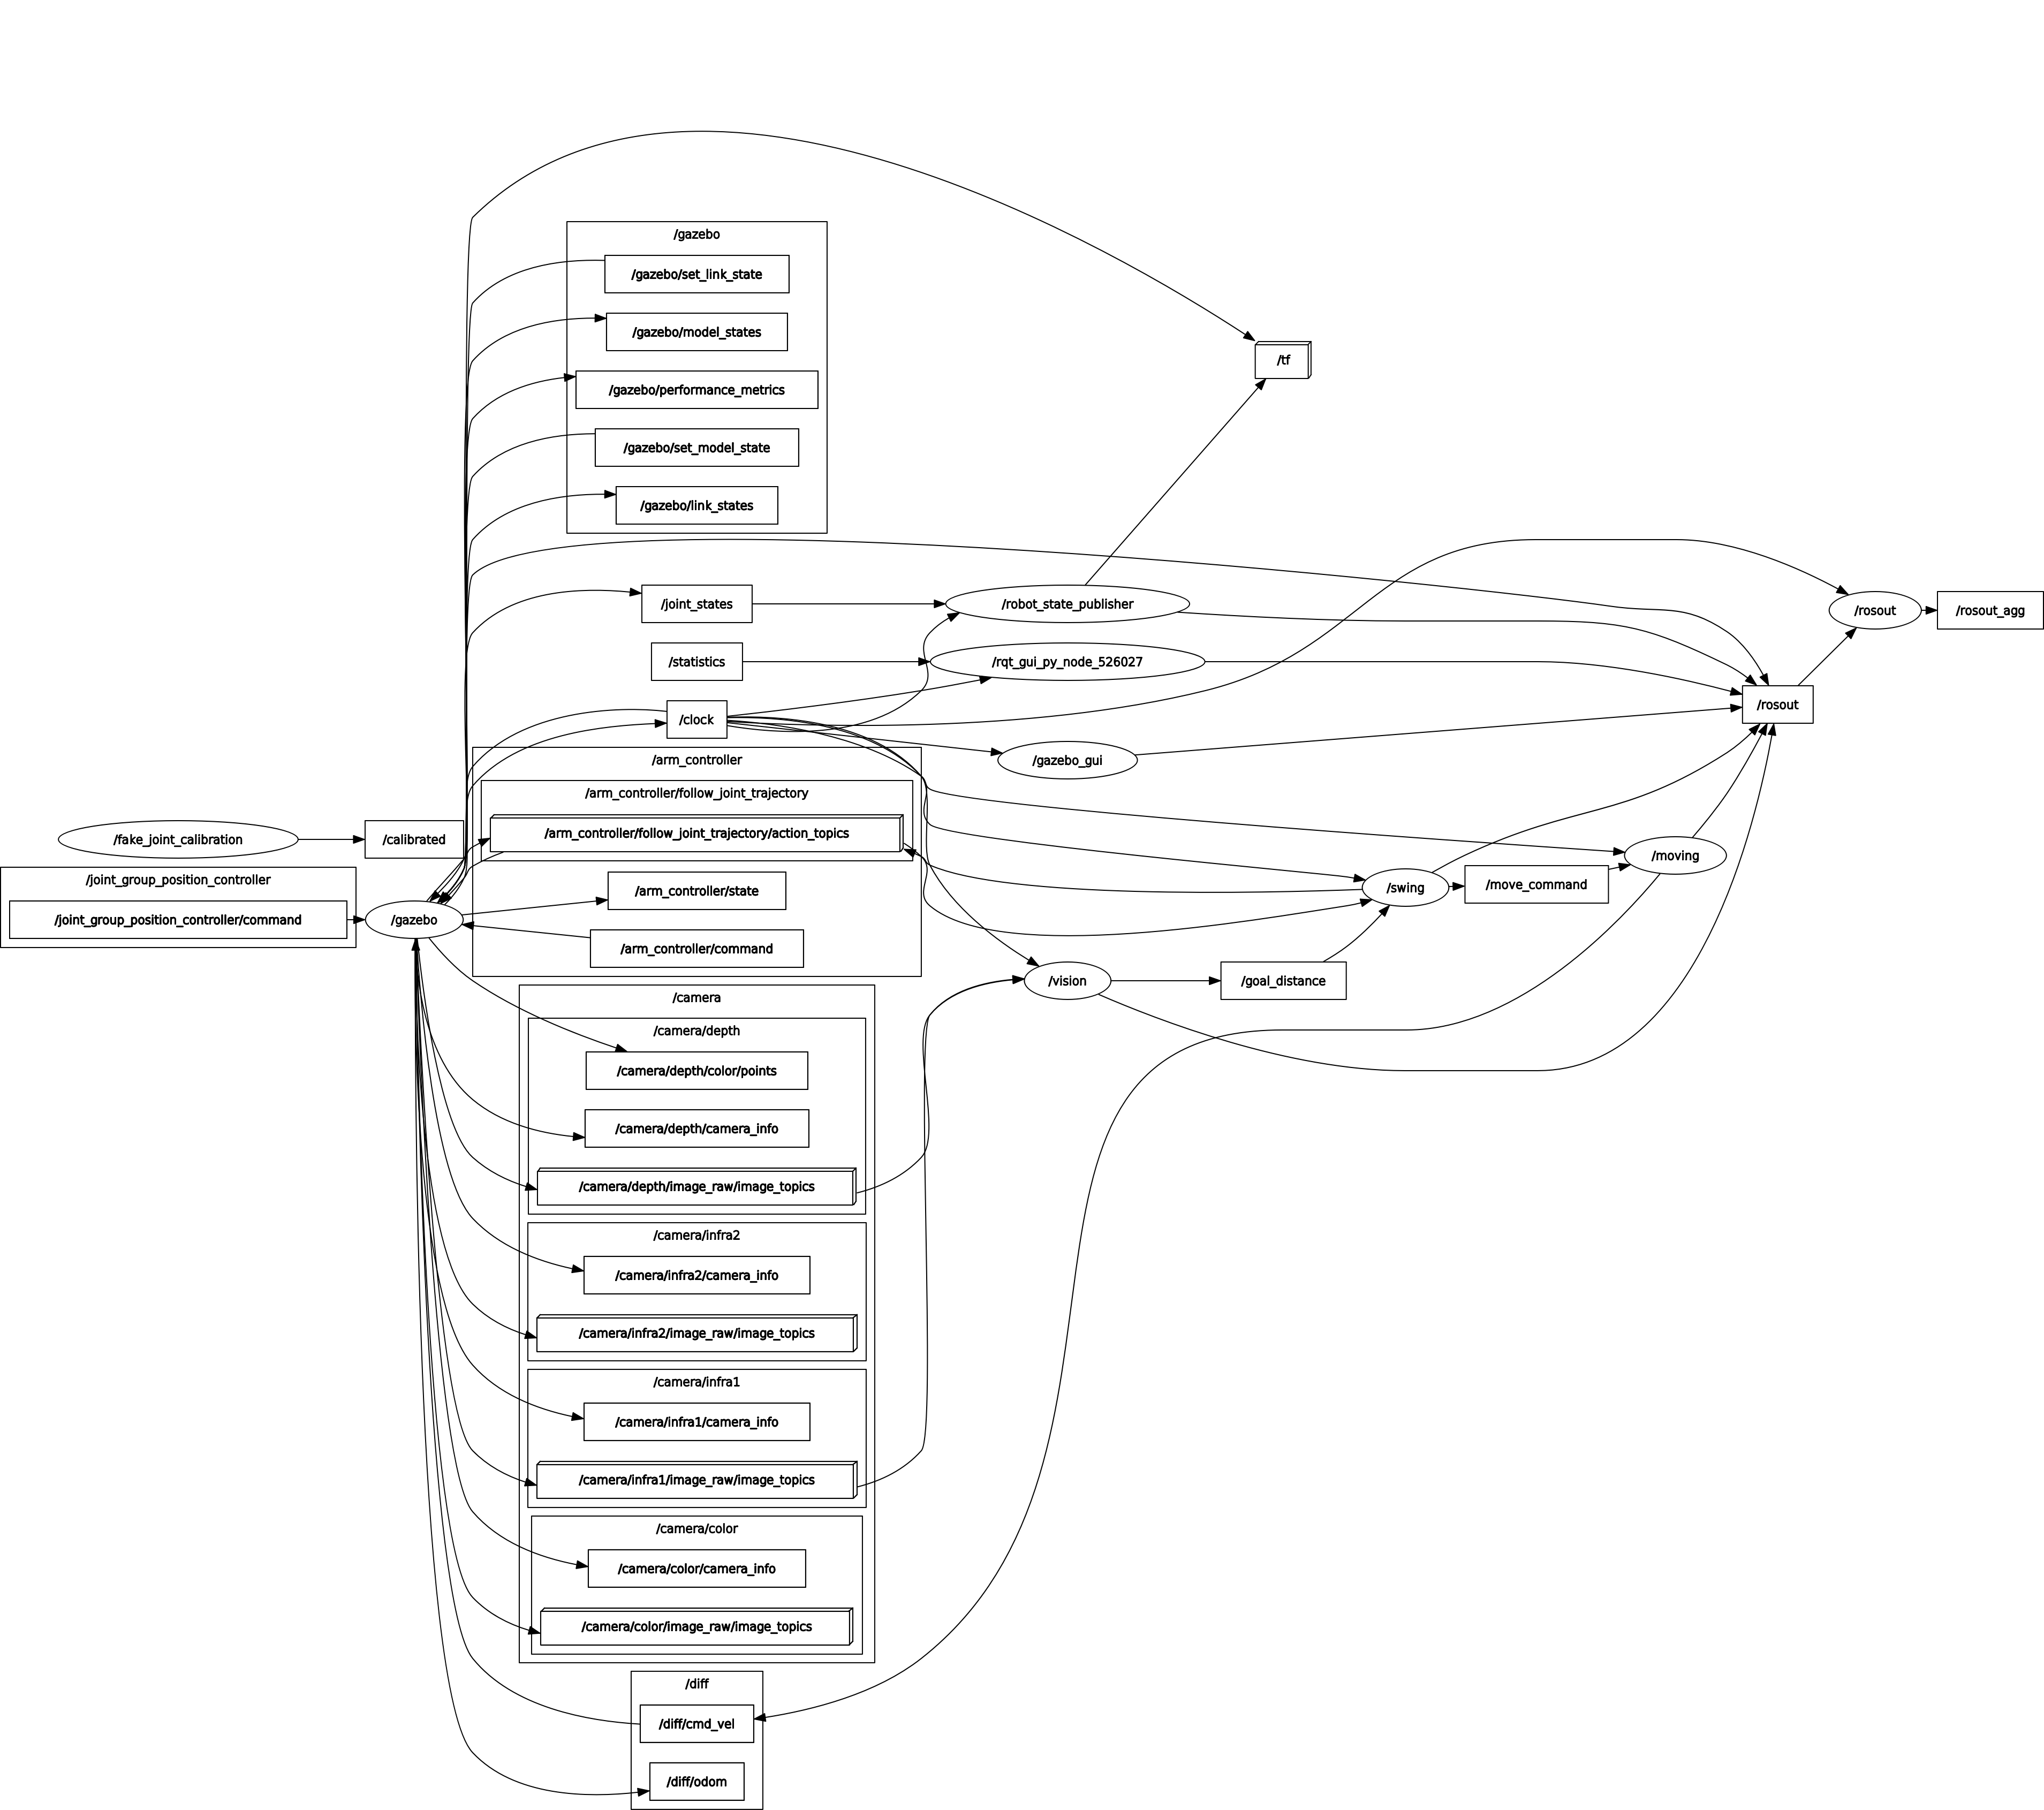 /gazebo
/gazebo/set_link_state
/gazebo/model_states
/tf
/gazebo/performance_metrics
/gazebo/set_model_state
/gazebo/link_states
/joint_states
/robot_state_publisher
/rosout
/rosout_agg
/statistics
/rqt_gui_py_node_526027
/clock
/rosout
/arm_controller
/gazebo_gui
/arm_controller/follow_joint_trajectory
/fake_joint_calibration
/calibrated
/arm_controller/follow_joint_trajectory/action_topics
/moving
/joint_group_position_controller
/arm_controller/state
/swing
/move_command
/joint_group_position_controller/command
/gazebo
/arm_controller/command
/vision
/goal_distance
/camera
/camera/depth
/camera/depth/color/points
/camera/depth/camera_info
/camera/depth/image_raw/image_topics
/camera/infra2
/camera/infra2/camera_info
/camera/infra2/image_raw/image_topics
/camera/infra1
/camera/infra1/camera_info
/camera/infra1/image_raw/image_topics
/camera/color
/camera/color/camera_info
/camera/color/image_raw/image_topics
/diff
/diff/cmd_vel
/diff/odom